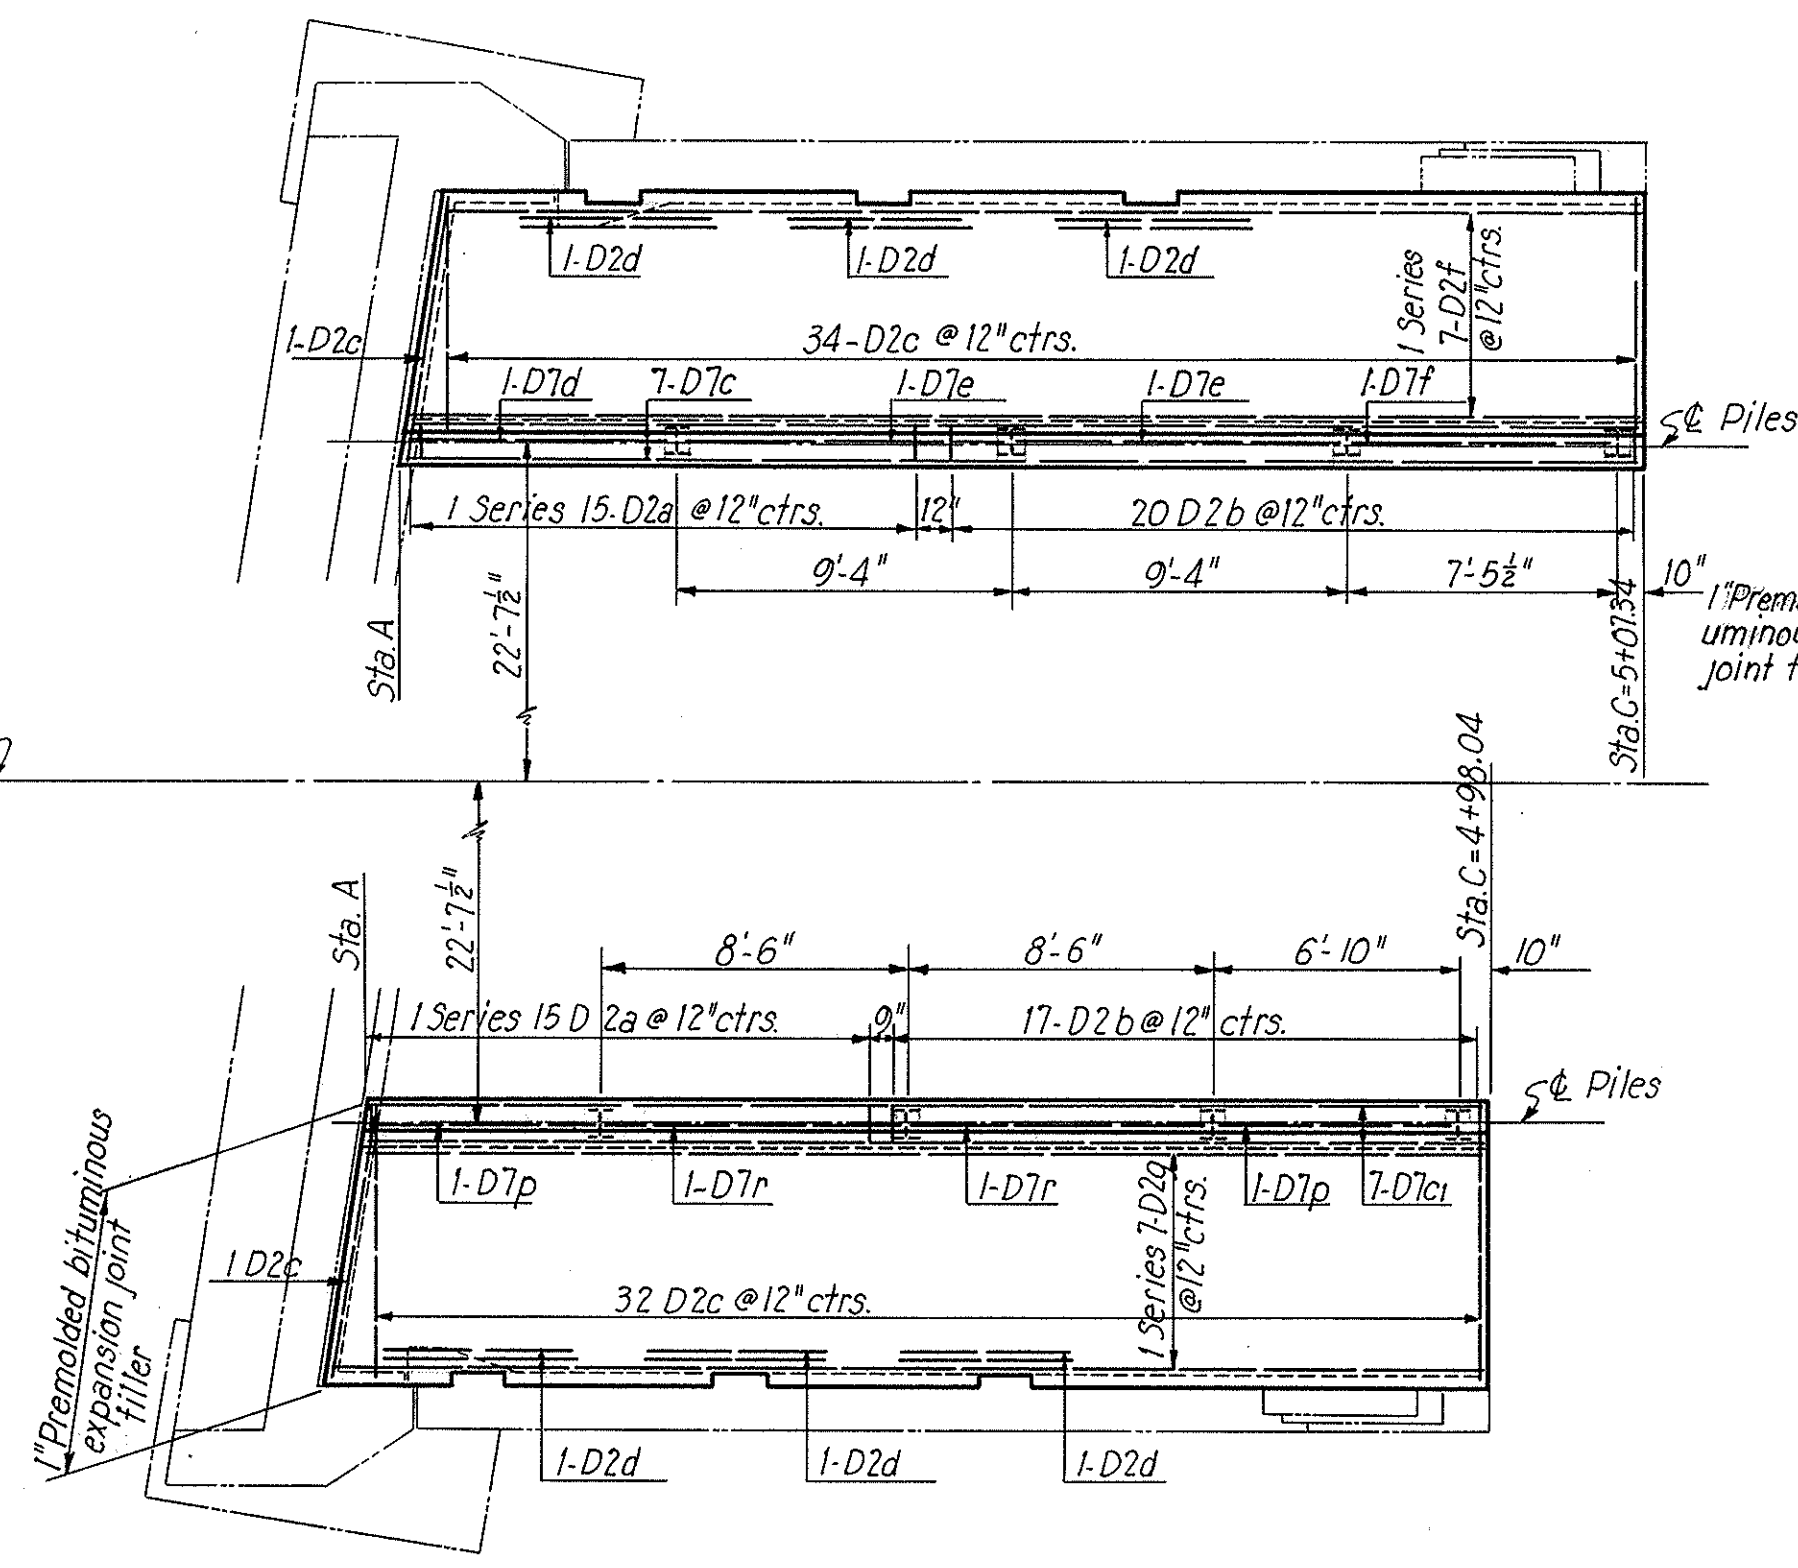 1-D2d
1-D2d
1-D2d
1 Series
7-D2f
@12"ctrs.
1-D2c
34-D2c @ 12"ctrs.
1-D7d
7-D7c
1-D7e
1-D7e
1-D7f
℄ Piles
1 Series 15-D2a @12"ctrs.
12"
20 D2b @12"ctrs.
9'-4"
9'-4"
7'-5½"
10"
Sta. A
22'-7½"
Sta.C=5+07.34
joint
Sta. A
22'-7½"
8'-6"
8'-6"
6'-10"
10"
Sta.C=4+98.04
1 Series 15 D2a @ 12"ctrs.
9"
17-D2b @ 12" ctrs.
℄ Piles
1-D7p
1-D7r
1-D7r
1-D7p
7-D7c1
1 Series 7-D2g
@12"ctrs.
1 D2c
32 D2c @12"ctrs.
1"Premolded bituminous
expansion joint
filler
1-D2d
1-D2d
1-D2d